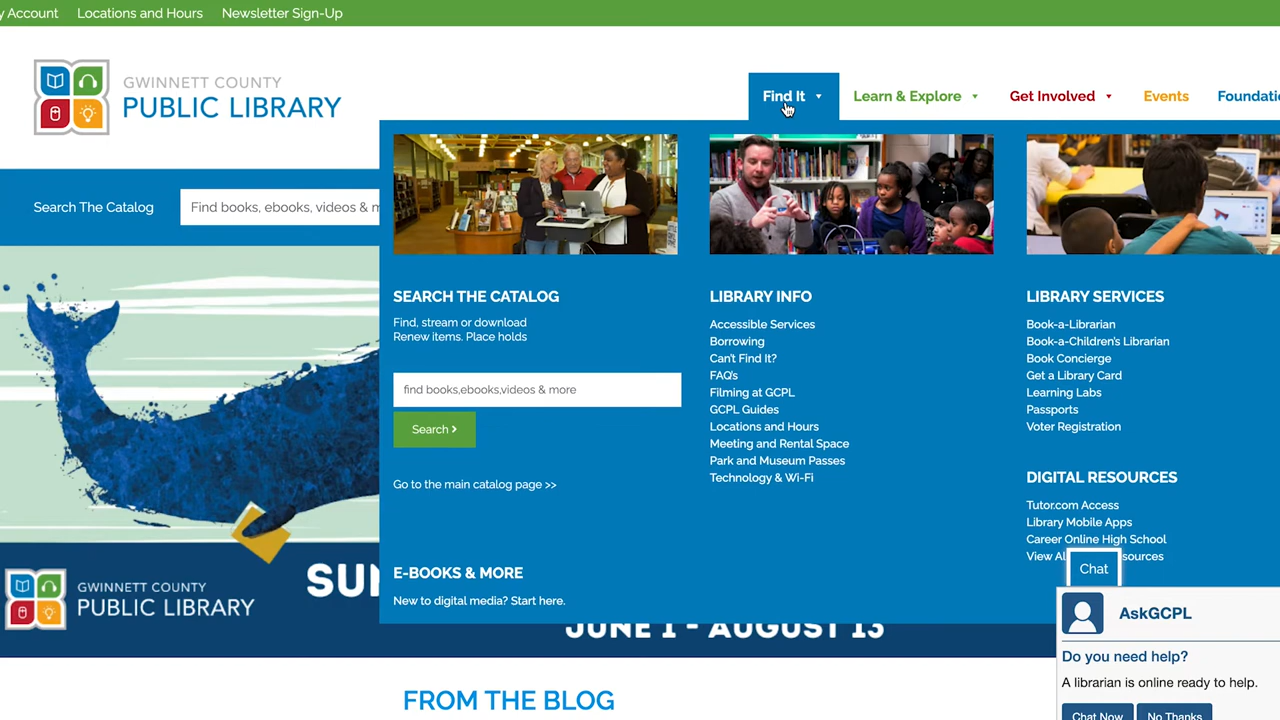 y Account Locations and Hours Newsletter Sign-Up
GWINNETT COUNTY
PUBLIC LIBRARY
Find It Learn & Explore Get Involved Events Foundatio
Search The Catalog
Find books, ebooks, videos & m
SEARCH THE CATALOG
Find, stream or download
Renew items. Place holds
find books,ebooks,videos & more
Search
Go to the main catalog page >>
E-BOOKS & MORE
New to digital media? Start here.
LIBRARY INFO
Accessible Services
Borrowing
Can't Find It?
FAQ's
Filming at GCPL
GCPL Guides
Locations and Hours
Meeting and Rental Space
Park and Museum Passes
Technology & Wi-Fi
LIBRARY SERVICES
Book-a-Librarian
Book-a-Children's Librarian
Book Concierge
Get a Library Card
Learning Labs
Passports
Voter Registration
DIGITAL RESOURCES
Tutor.com Access
Library Mobile Apps
Career Online High School
View Al sources
Chat
AskGCPL
Do you need help?
A librarian is online ready to help.
Chat Now No Thanks
GWINNETT COUNTY
PUBLIC LIBRARY
SU
JUNE 1 - AUGUST 13
FROM THE BLOG